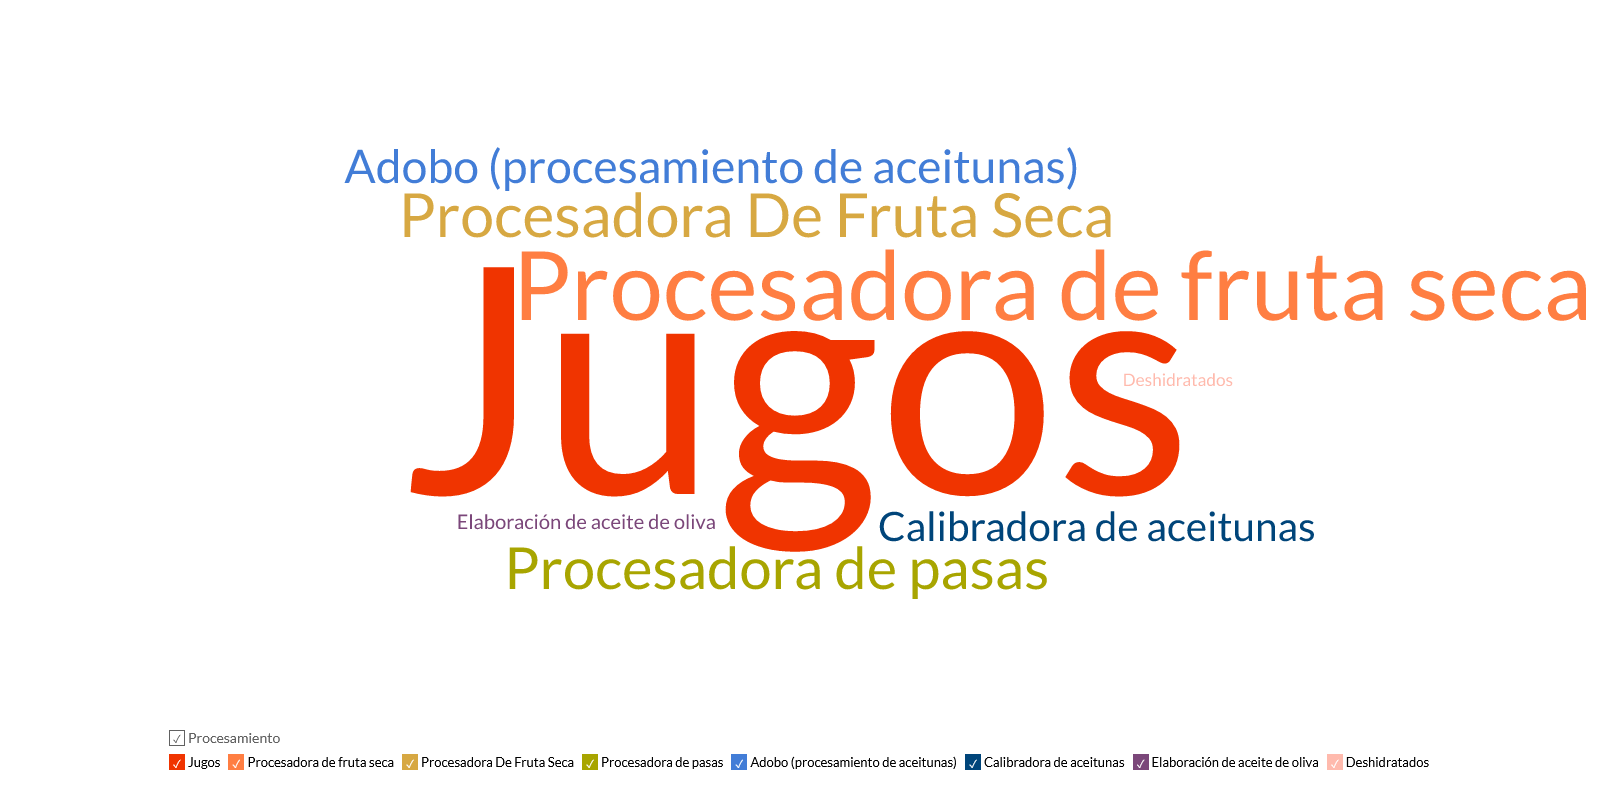 Adobo (procesamiento de aceitunas)
Procesadora De Fruta Seca
Procesadora de fruta seca
Jugos
Deshidratados
Elaboración de aceite de oliva
Calibradora de aceitunas
Procesadora de pasas
Procesamiento
Jugos Procesadora de fruta seca Procesadora De Fruta Seca Procesadora de pasas Adobo (procesamiento de aceitunas) Calibradora de aceitunas Elaboración de aceite de oliva Deshidratados